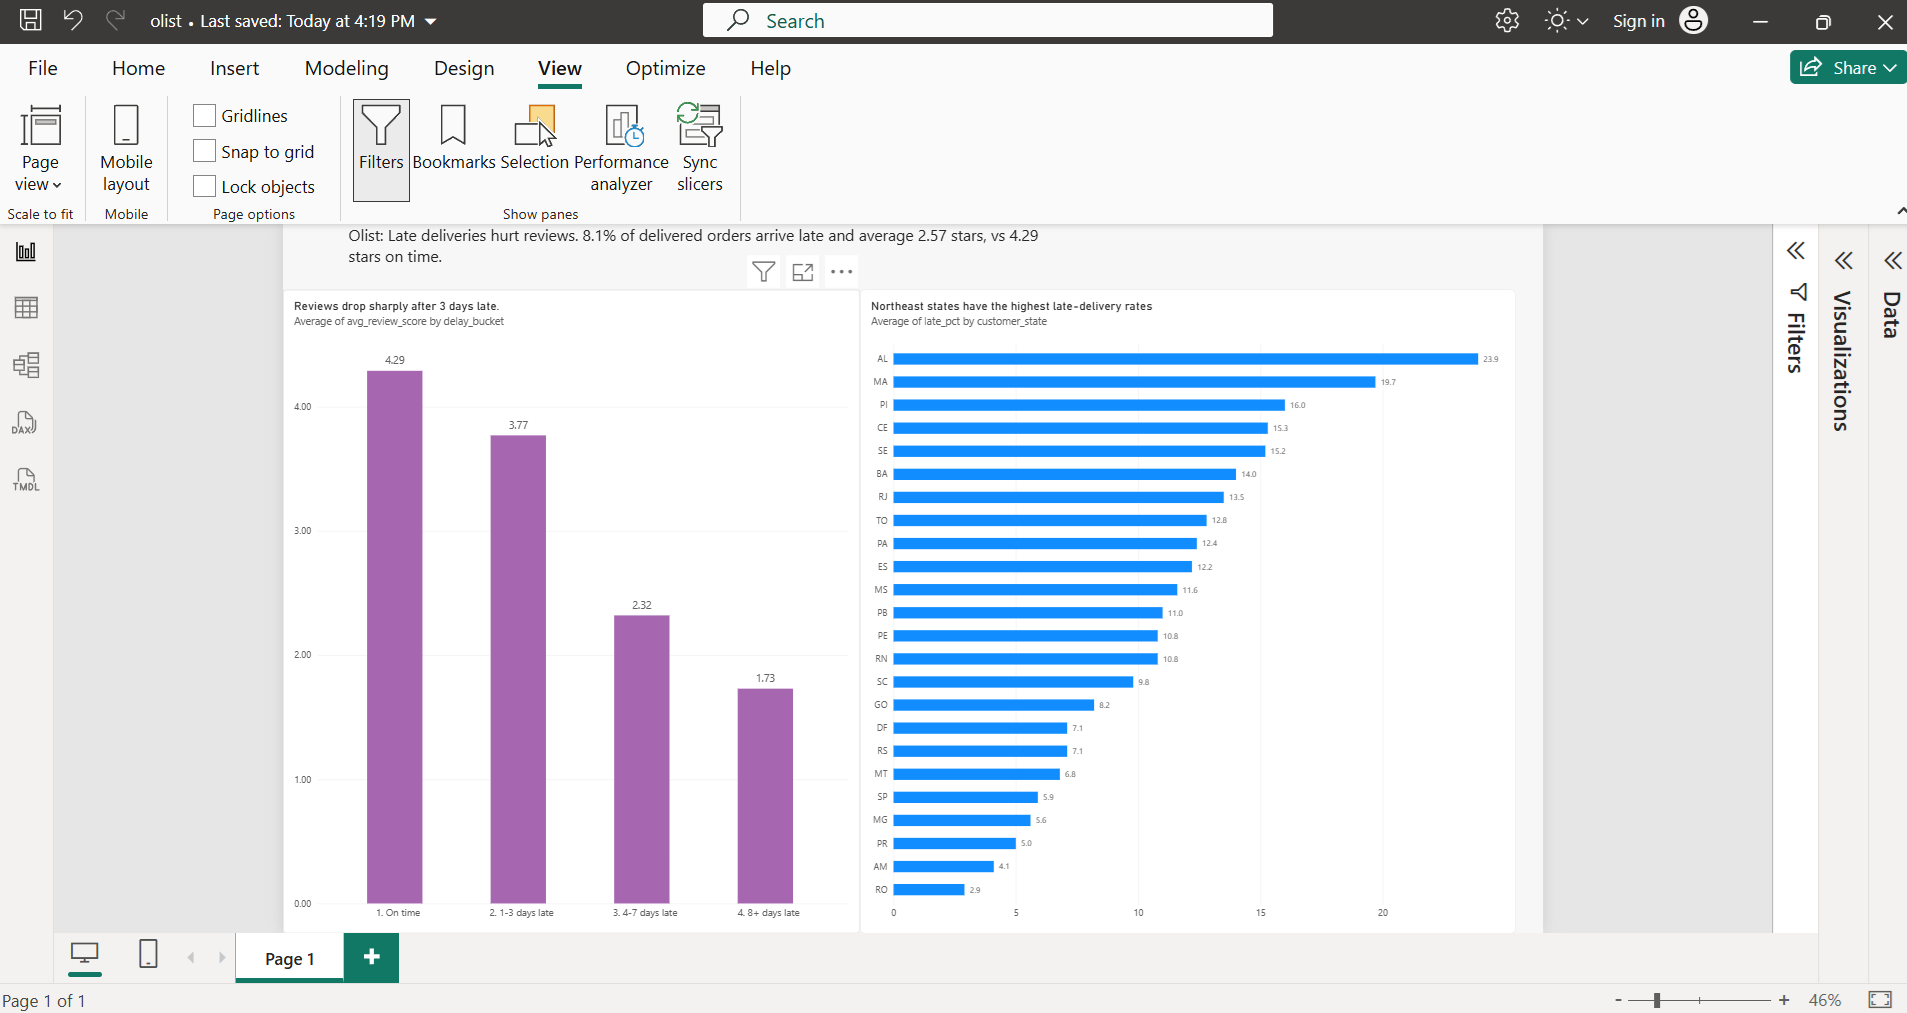 olist • Last saved: Today at 4:19 PM
Search
Sign in
File
Home
Insert
Modeling
Design
View
Optimize
Help
Share
Page view
Mobile layout
Gridlines
Snap to grid
Lock objects
Filters
Bookmarks
Selection
Performance analyzer
Sync slicers
Scale to fit
Mobile
Page options
Show panes
DAX
TMDL
Olist: Late deliveries hurt reviews. 8.1% of delivered orders arrive late and average 2.57 stars, vs 4.29
stars on time.
Reviews drop sharply after 3 days late.
Average of avg_review_score by delay_bucket
4.29
4.00
3.77
3.00
2.32
2.00
1.73
1.00
0.00
1. On time
2. 1-3 days late
3. 4-7 days late
4. 8+ days late
Northeast states have the highest late-delivery rates
Average of late_pct by customer_state
AL 23.9
MA 19.7
PI 16.0
CE 15.3
SE 15.2
BA 14.0
RJ 13.5
TO 12.8
PA 12.4
ES 12.2
MS 11.6
PB 11.0
PE 10.8
RN 10.8
SC 9.8
GO 8.2
DF 7.1
RS 7.1
MT 6.8
SP 5.9
MG 5.6
PR 5.0
AM 4.1
RO 2.9
0 5 10 15 20
Filters
Visualizations
Data
Page 1
+
Page 1 of 1
- + 46%